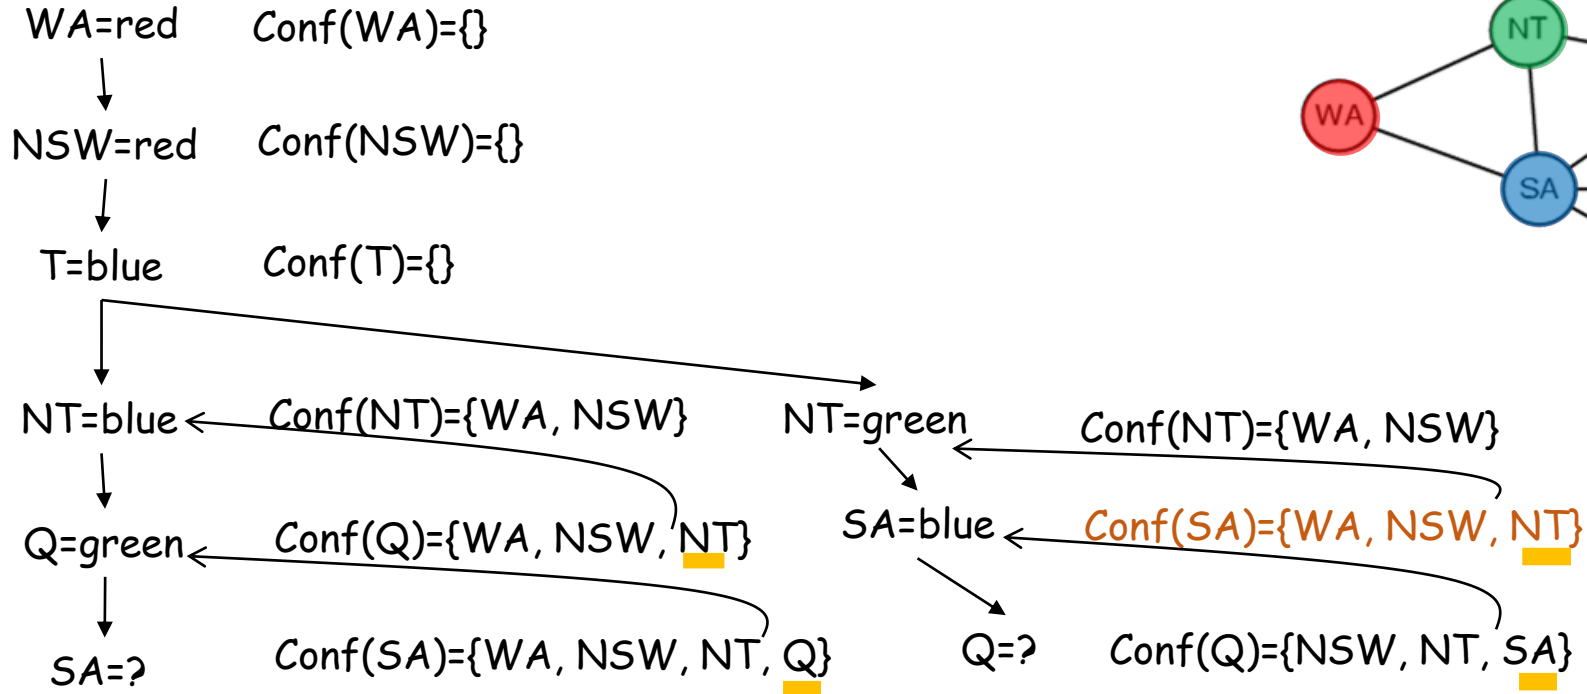 WA=red Conf(WA)={}
NSW=red Conf(NSW)={}
T=blue Conf(T)={}
NT=blue Conf(NT)={WA, NSW}
Q=green Conf(Q)={WA, NSW, NT}
SA=? Conf(SA)={WA, NSW, NT, Q}
NT=green Conf(NT)={WA, NSW}
SA=blue Conf(SA)={WA, NSW, NT}
Q=? Conf(Q)={NSW, NT, SA}
NT
WA
SA